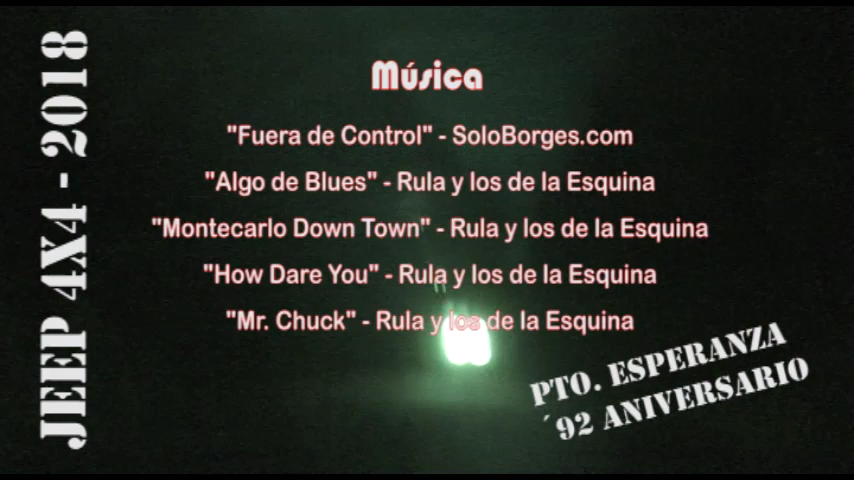 JEEP 4X4 - 2018
Música
"Fuera de Control" - SoloBorges.com
"Algo de Blues" - Rula y los de la Esquina
"Montecarlo Down Town" - Rula y los de la Esquina
"How Dare You" - Rula y los de la Esquina
"Mr. Chuck" - Rula y los de la Esquina
PTO. ESPERANZA
´92 ANIVERSARIO